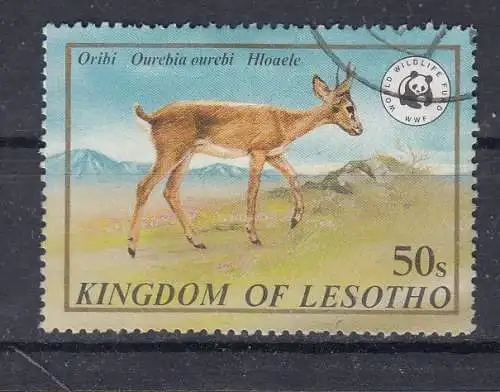 Oribi Ourebia ourebi Hloaele
WORLD WILDLIFE FUND
WWF
50s
KINGDOM OF LESOTHO